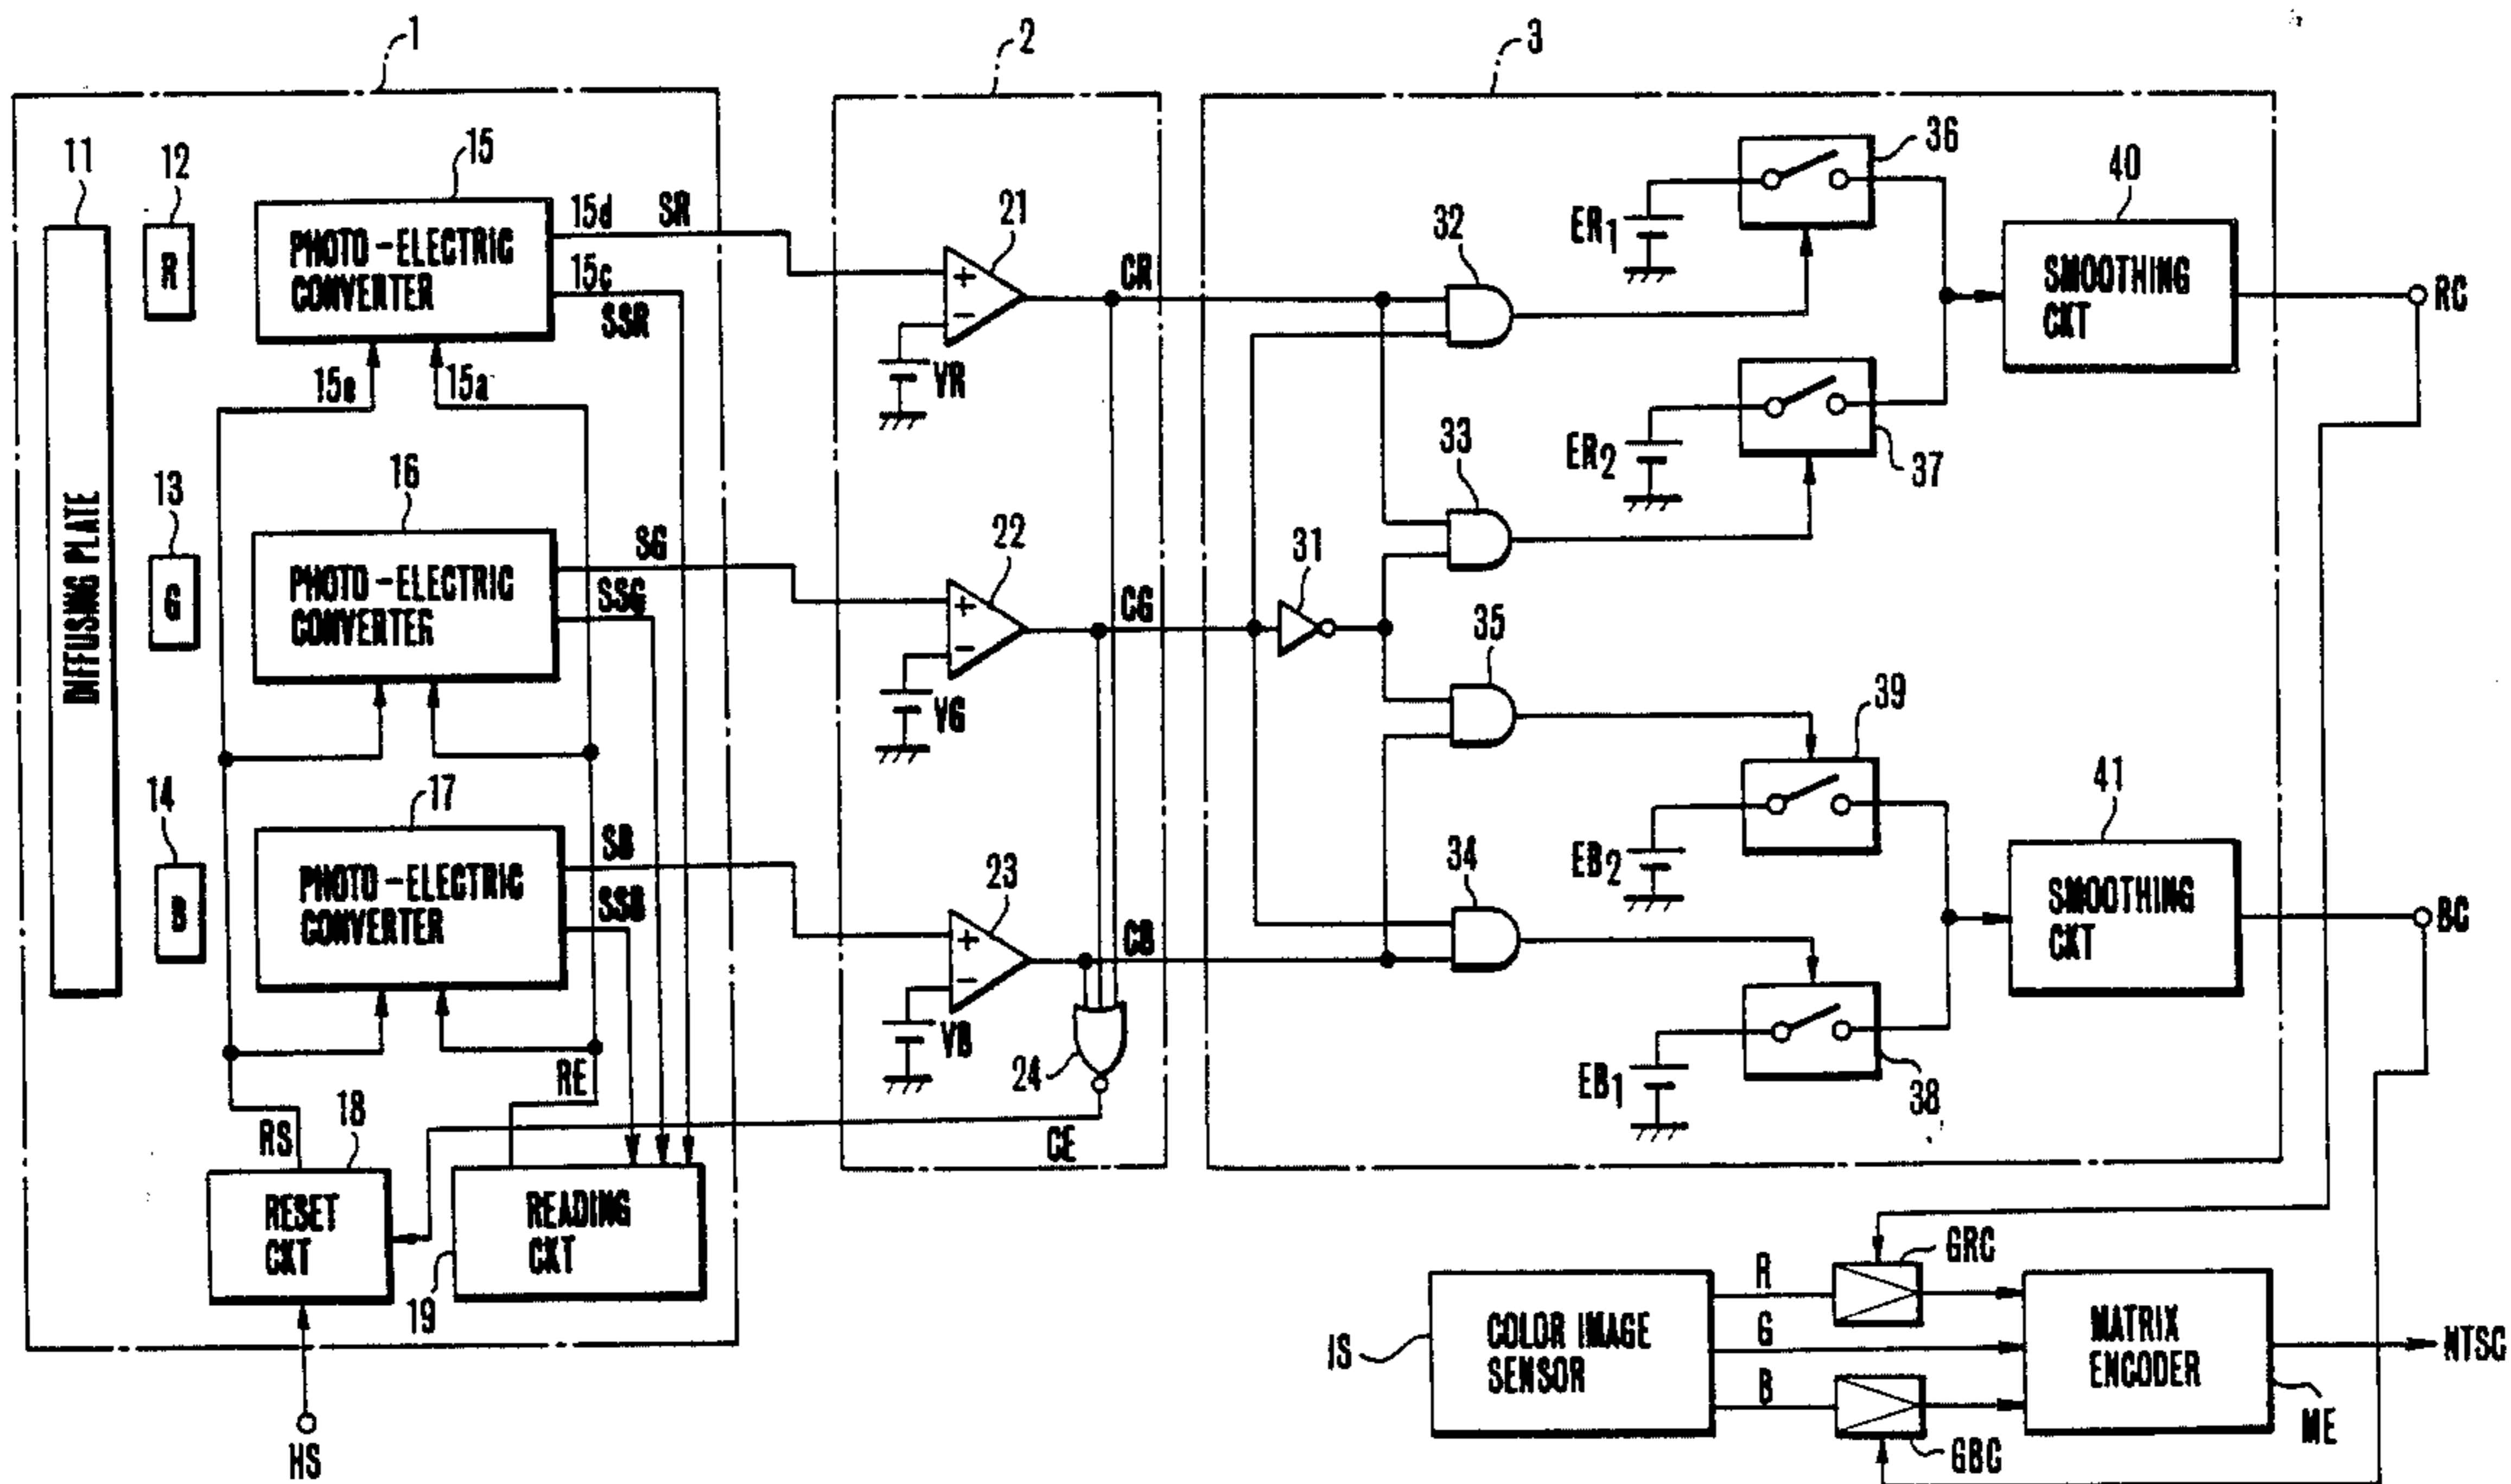 1
2
3
11
12
R
15
PHOTO-ELECTRIC
CONVERTER
15d
SR
15c
SSR
15e
15a
21
CR
VR
32
ER1
36
40
SMOOTHING
CKT
RC
33
ER2
37
DIFFUSING PLATE
13
G
16
PHOTO-ELECTRIC
CONVERTER
SG
SSG
22
CG
VG
31
35
39
14
B
17
PHOTO-ELECTRIC
CONVERTER
SB
SSB
23
CB
VB
24
34
EB2
41
SMOOTHING
CKT
BC
EB1
38
RE
RS
18
CE
RESET
CKT
READING
CKT
19
HS
IS
COLOR IMAGE
SENSOR
R
G
B
GRC
GBC
MATRIX
ENCODER
NTSC
ME